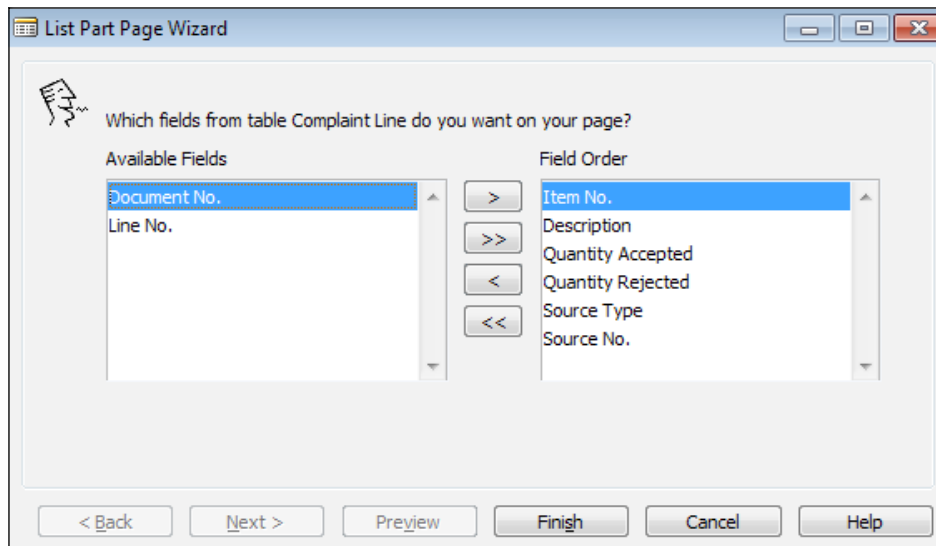 List Part Page Wizard
Which fields from table Complaint Line do you want on your page?
Available Fields
Document No.
Line No.
>
>>
<
<<
Field Order
Item No.
Description
Quantity Accepted
Quantity Rejected
Source Type
Source No.
< Back
Next >
Preview
Finish
Cancel
Help